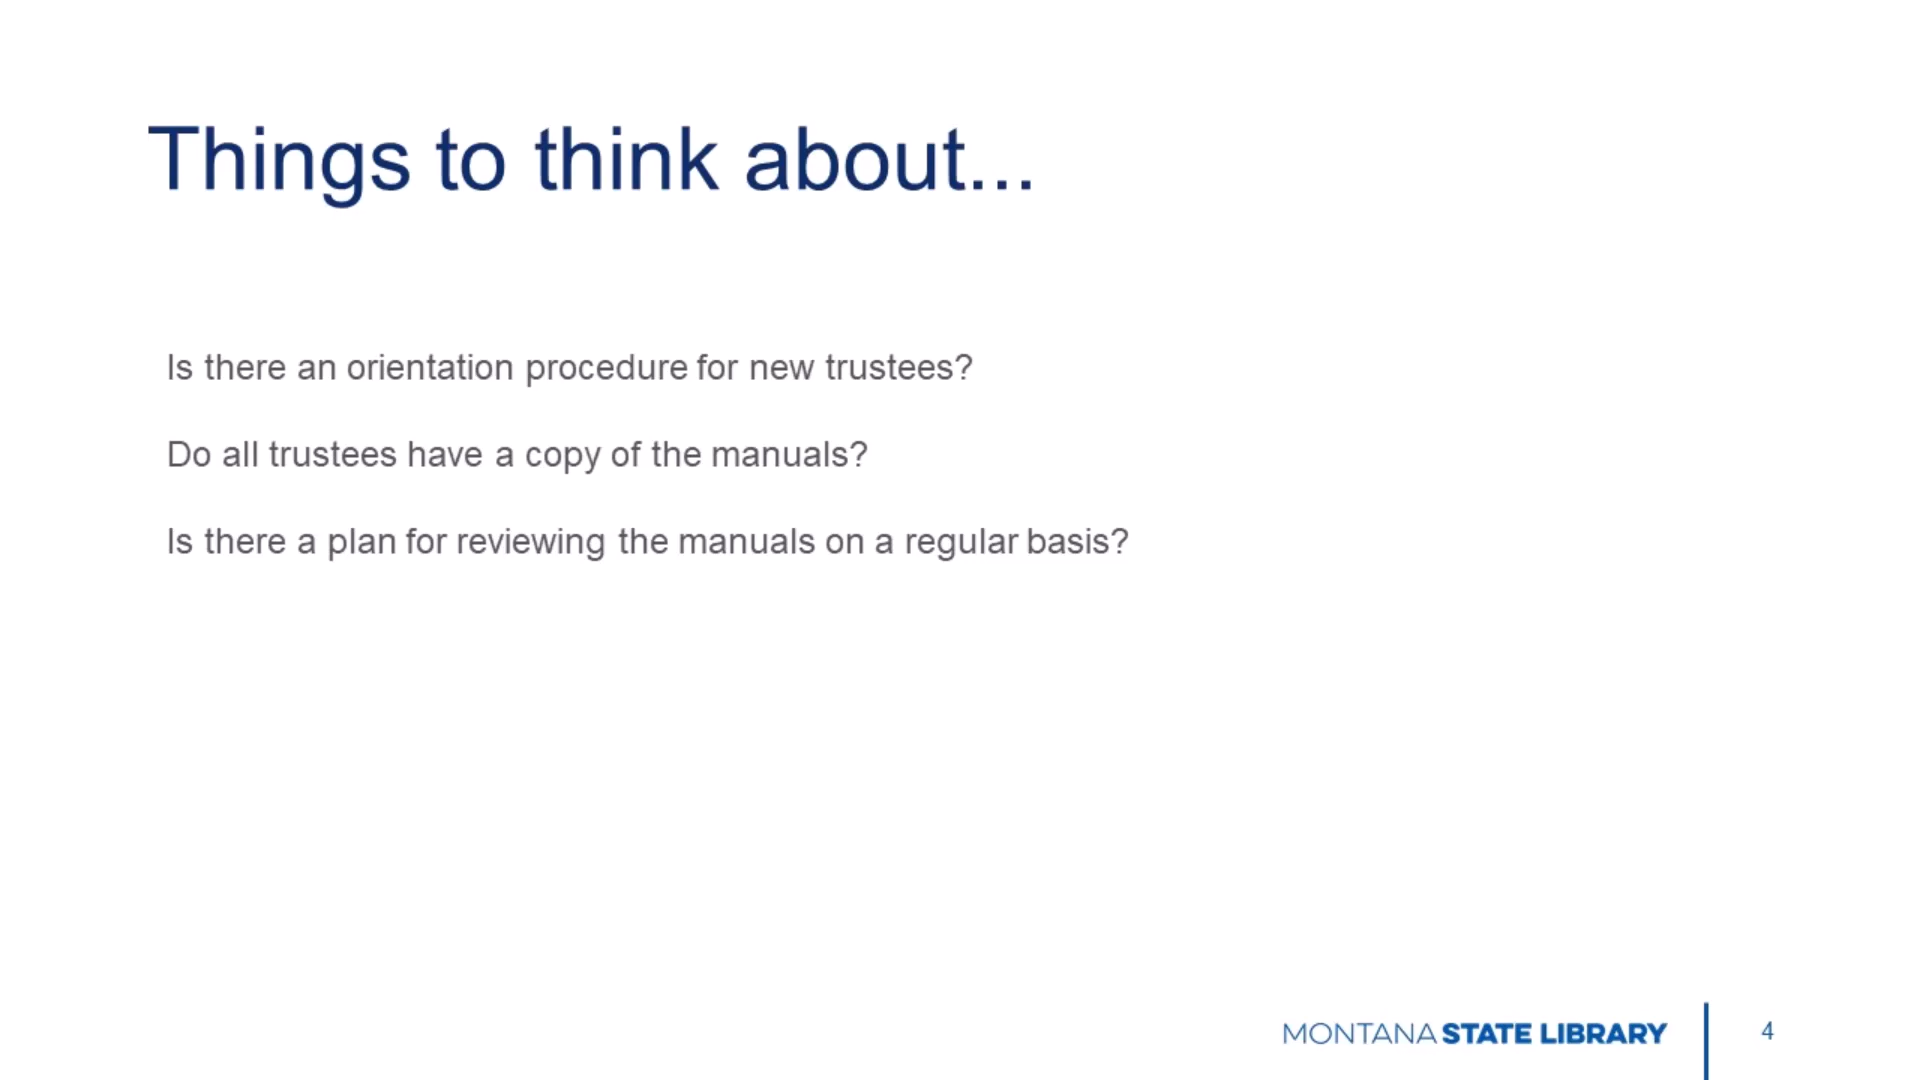 Things to think about...
Is there an orientation procedure for new trustees?
Do all trustees have a copy of the manuals?
Is there a plan for reviewing the manuals on a regular basis?
MONTANA STATE LIBRARY
4